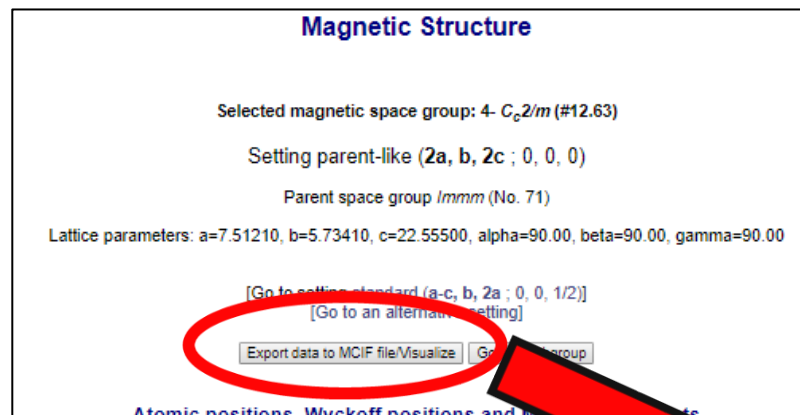 Magnetic Structure
Selected magnetic space group: 4- C_c2/m (#12.63)
Setting parent-like (2a, b, 2c ; 0, 0, 0)
Parent space group Immm (No. 71)
Lattice parameters: a=7.51210, b=5.73410, c=22.55500, alpha=90.00, beta=90.00, gamma=90.00
[Go to setting standard (a-c, b, 2a ; 0, 0, 1/2)]
[Go to an alternative setting]
Export data to MCIF file/Visualize
Atomic positions, Wyckoff positions and